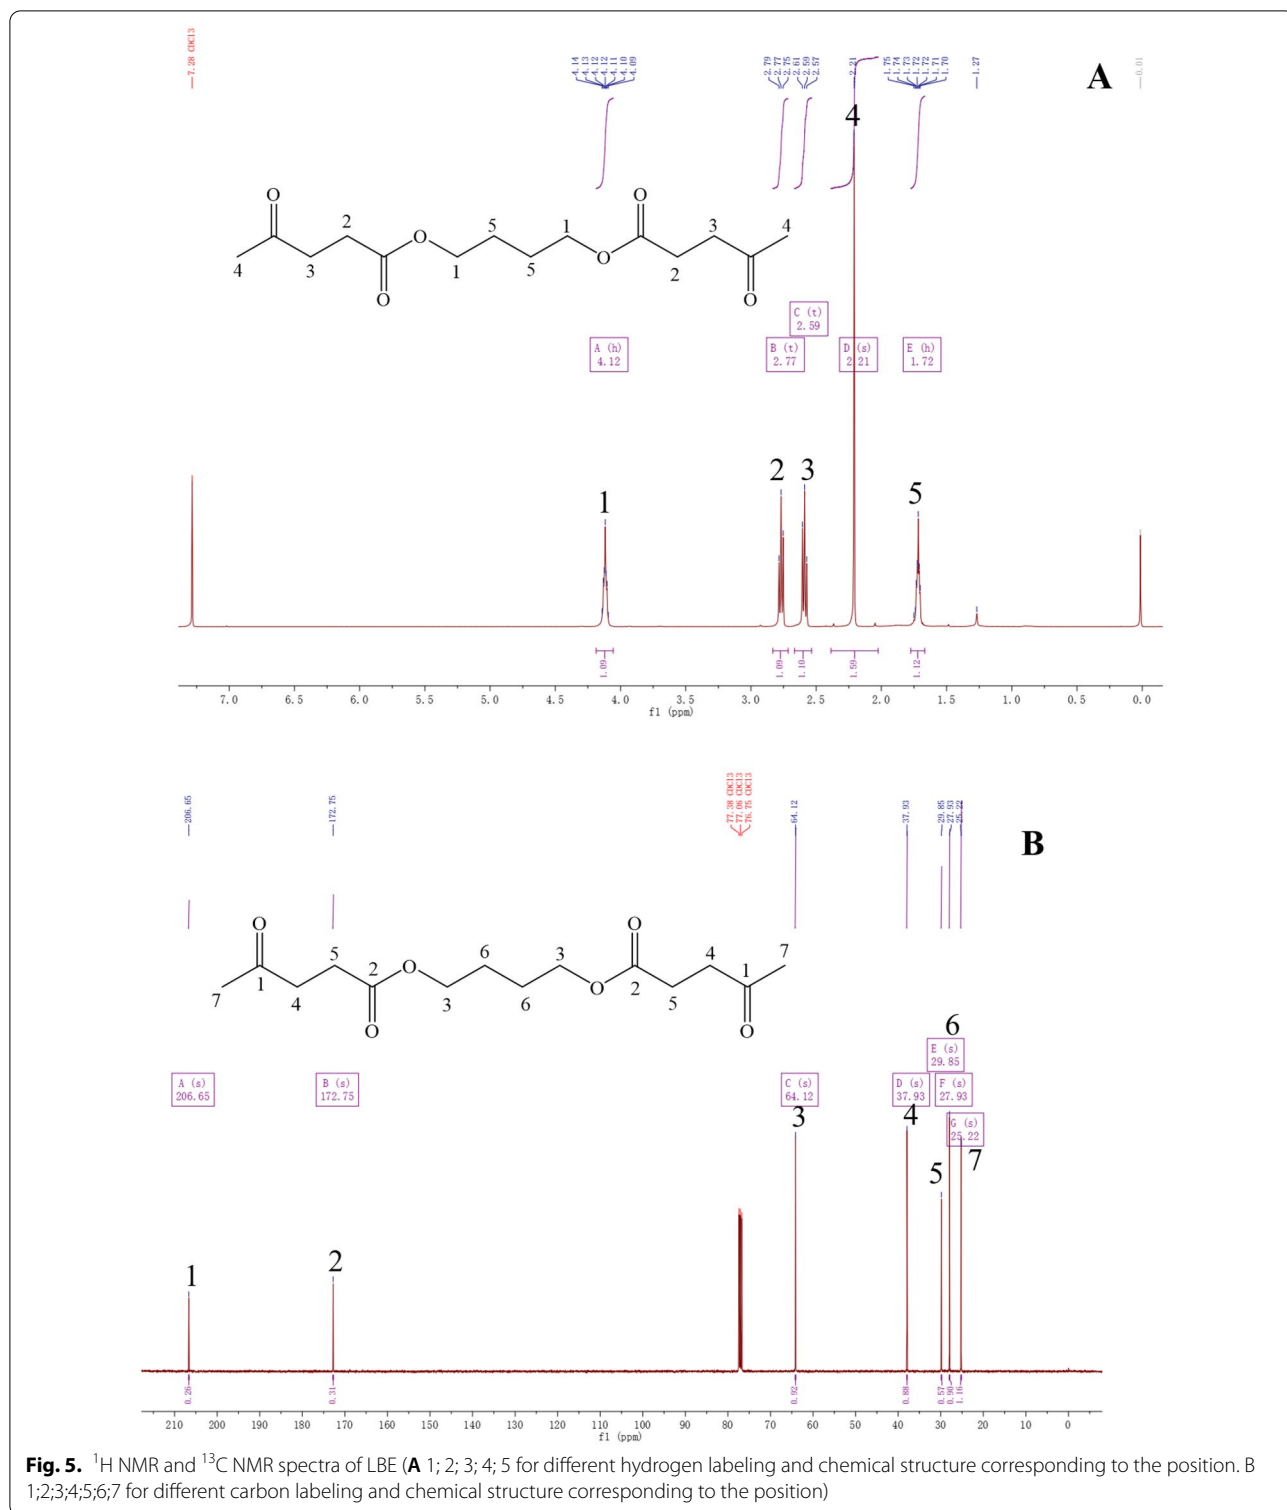 7.28 CDCl3
4.14
4.13
4.12
4.12
4.11
4.10
4.09
2.79
2.77
2.75
2.61
2.59
2.57
2.21
1.75
1.74
1.73
1.72
1.72
1.71
1.70
1.27
-0.01
A
4
O
2
O
5
1
O
3
4
4
3
O
1
5
O
2
O
C (t)
2.59
A (h)
4.12
B (t)
2.77
D (s)
2.21
E (h)
1.72
1
2
3
5
1.09
1.09
1.10
1.59
1.12
7.0 6.5 6.0 5.5 5.0 4.5 4.0 3.5 3.0 2.5 2.0 1.5 1.0 0.5 0.0
f1 (ppm)
206.65
172.75
77.38 CDCl3
77.06 CDCl3
76.75 CDCl3
64.12
37.93
29.85
27.93
25.22
B
O
5
2
O
6
3
O
4
7
1
7
4
O
3
6
O
2
5
1
O
6
A (s)
206.65
B (s)
172.75
C (s)
64.12
D (s)
37.93
E (s)
29.85
F (s)
27.93
G (s)
25.22
1
2
3
4
5
7
0.26
0.31
0.92
0.88
0.57
0.90
1.16
210 200 190 180 170 160 150 140 130 120 110 100 90 80 70 60 50 40 30 20 10 0
f1 (ppm)
Fig. 5. ¹H NMR and ¹³C NMR spectra of LBE (A 1; 2; 3; 4; 5 for different hydrogen labeling and chemical structure corresponding to the position. B
1;2;3;4;5;6;7 for different carbon labeling and chemical structure corresponding to the position)